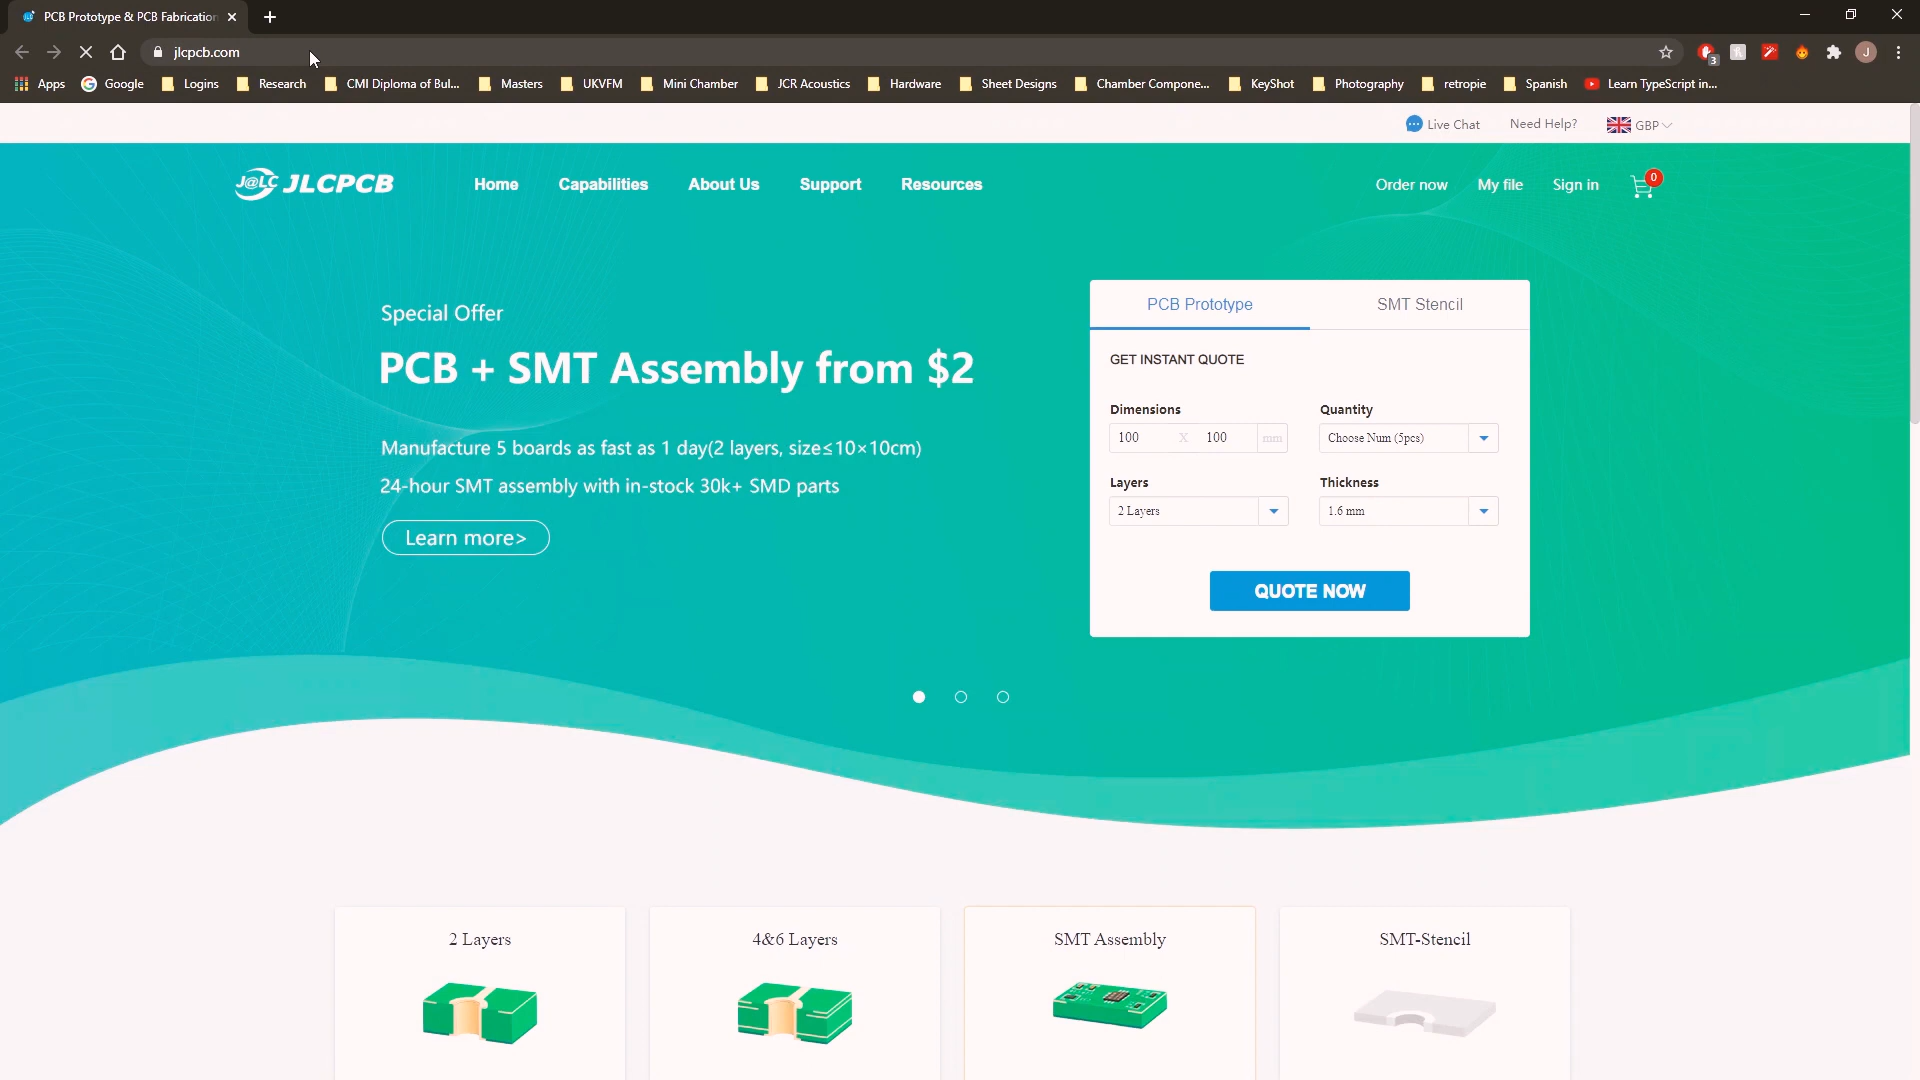 PCB Prototype & PCB Fabrication
jlcpcb.com
3
J
Apps
Google
Logins
Research
CMI Diploma of Bul...
Masters
UKVFM
Mini Chamber
JCR Acoustics
Hardware
Sheet Designs
Chamber Compone...
KeyShot
Photography
retropie
Spanish
Learn TypeScript in...
Live Chat
Need Help?
GBP
J@LC JLCPCB
Home
Capabilities
About Us
Support
Resources
Order now
My file
Sign in
0
Special Offer
PCB + SMT Assembly from $2
Manufacture 5 boards as fast as 1 day(2 layers, size≤10×10cm)
24-hour SMT assembly with in-stock 30k+ SMD parts
Learn more>
PCB Prototype
SMT Stencil
GET INSTANT QUOTE
Dimensions
Quantity
100 X 100 mm
Choose Num (5pcs)
Layers
Thickness
2 Layers
1.6 mm
QUOTE NOW
2 Layers
4&6 Layers
SMT Assembly
SMT-Stencil